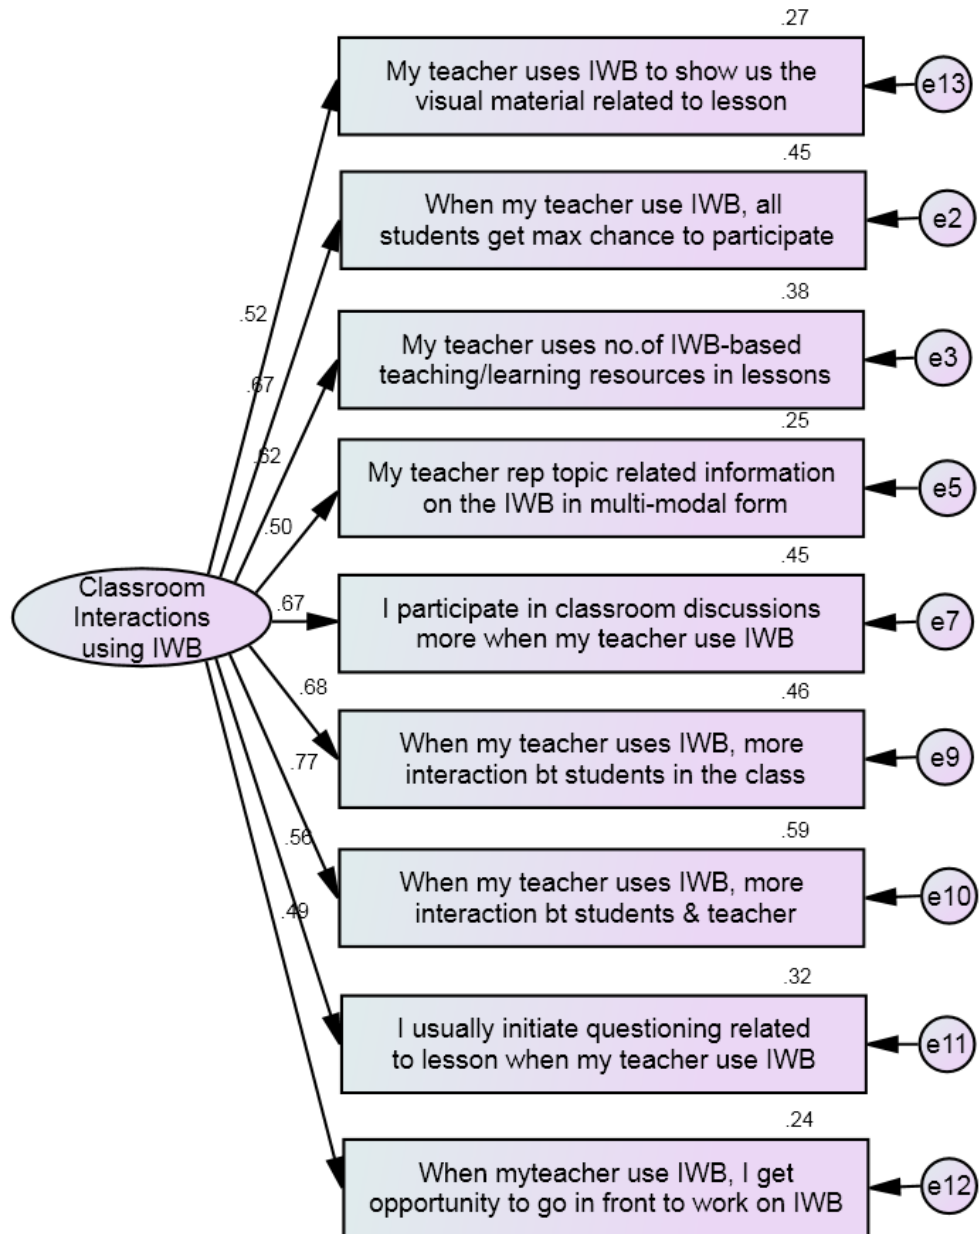 .27
My teacher uses IWB to show us the
visual material related to lesson
e13
.45
When my teacher use IWB, all
students get max chance to participate
e2
.38
My teacher uses no.of IWB-based
teaching/learning resources in lessons
e3
.25
My teacher rep topic related information
on the IWB in multi-modal form
e5
.45
I participate in classroom discussions
more when my teacher use IWB
e7
.46
When my teacher uses IWB, more
interaction bt students in the class
e9
.59
When my teacher uses IWB, more
interaction bt students & teacher
e10
.32
I usually initiate questioning related
to lesson when my teacher use IWB
e11
.24
When myteacher use IWB, I get
opportunity to go in front to work on IWB
e12
.52
.67
.62
.50
.67
.68
.77
.56
.49
Classroom
Interactions
using IWB